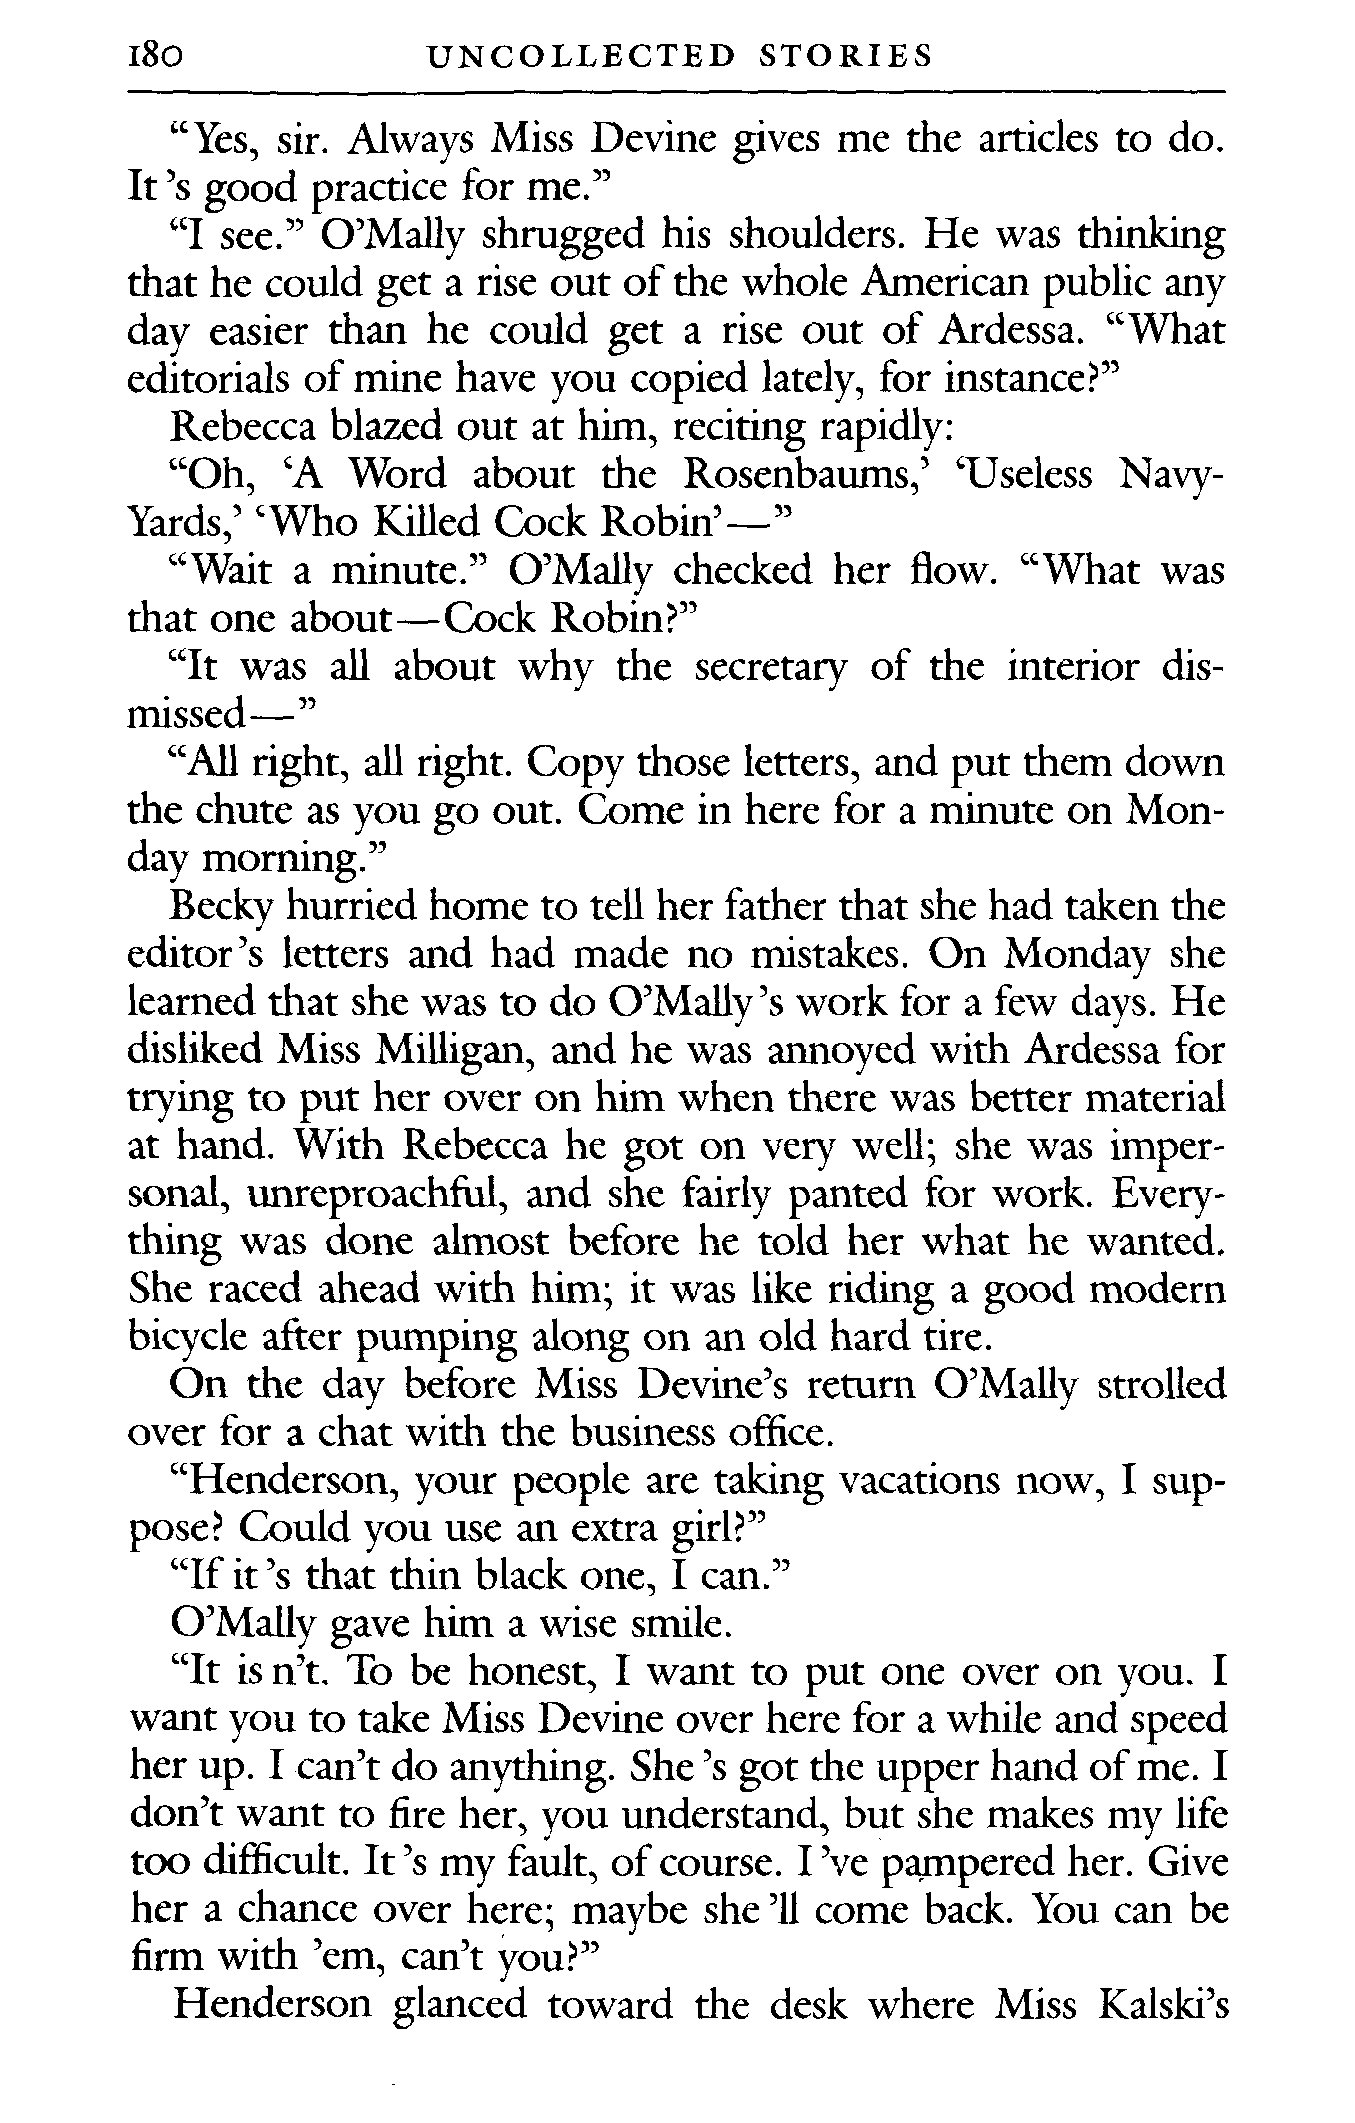 180 UNCOLLECTED STORIES
“Yes, sir. Always Miss Devine gives me the articles to do.
It ’s good practice for me.”
“I see.” O’Mally shrugged his shoulders. He was thinking
that he could get a rise out of the whole American public any
day easier than he could get a rise out of Ardessa. “What
editorials of mine have you copied lately, for instance?”
Rebecca blazed out at him, reciting rapidly:
“Oh, ‘A Word about the Rosenbaums,’ ‘Useless Navy-
Yards,’ ‘Who Killed Cock Robin’—”
“Wait a minute.” O’Mally checked her flow. “What was
that one about—Cock Robin?”
“It was all about why the secretary of the interior dis-
missed—”
“All right, all right. Copy those letters, and put them down
the chute as you go out. Come in here for a minute on Mon-
day morning.”
Becky hurried home to tell her father that she had taken the
editor’s letters and had made no mistakes. On Monday she
learned that she was to do O’Mally’s work for a few days. He
disliked Miss Milligan, and he was annoyed with Ardessa for
trying to put her over on him when there was better material
at hand. With Rebecca he got on very well; she was imper-
sonal, unreproachful, and she fairly panted for work. Every-
thing was done almost before he told her what he wanted.
She raced ahead with him; it was like riding a good modern
bicycle after pumping along on an old hard tire.
On the day before Miss Devine’s return O’Mally strolled
over for a chat with the business office.
“Henderson, your people are taking vacations now, I sup-
pose? Could you use an extra girl?”
“If it ’s that thin black one, I can.”
O’Mally gave him a wise smile.
“It is n’t. To be honest, I want to put one over on you. I
want you to take Miss Devine over here for a while and speed
her up. I can’t do anything. She ’s got the upper hand of me. I
don’t want to fire her, you understand, but she makes my life
too difficult. It ’s my fault, of course. I ’ve pampered her. Give
her a chance over here; maybe she ’ll come back. You can be
firm with ’em, can’t you?”
Henderson glanced toward the desk where Miss Kalski’s